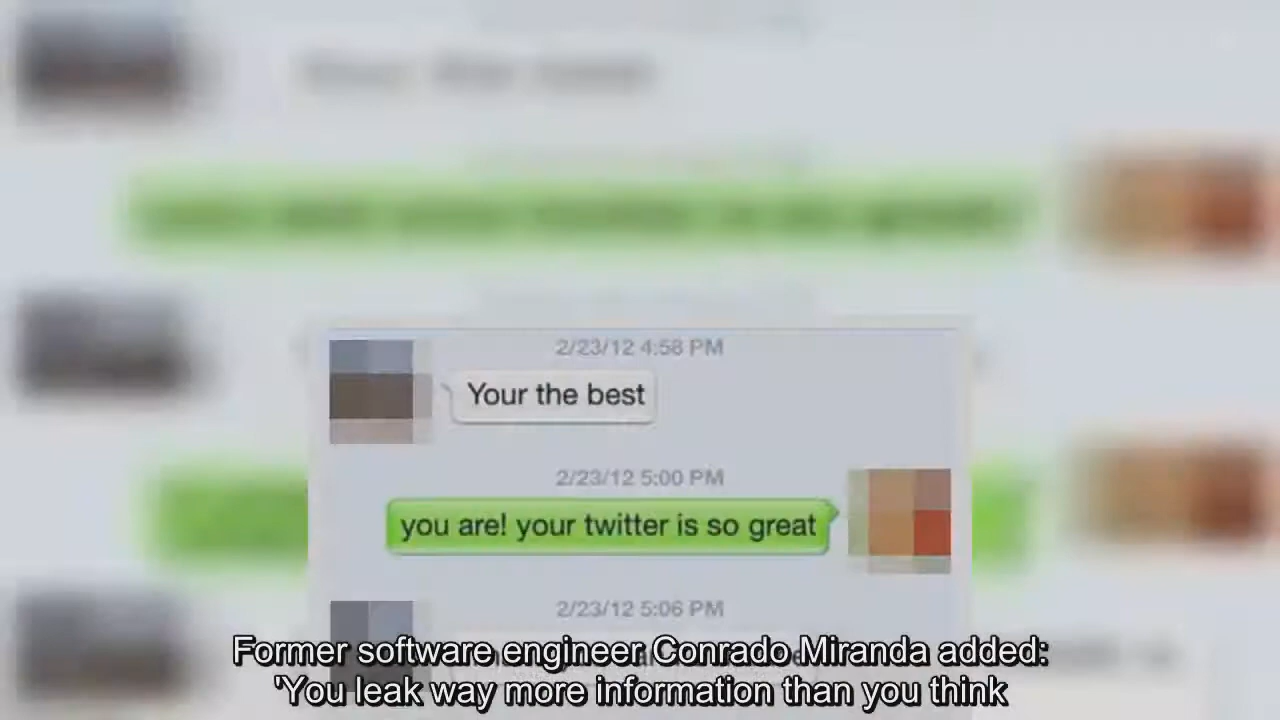 2/23/12 4:58 PM
Your the best
2/23/12 5:00 PM
you are! your twitter is so great
2/23/12 5:06 PM
Former software engineer Conrado Miranda added:
'You leak way more information than you think